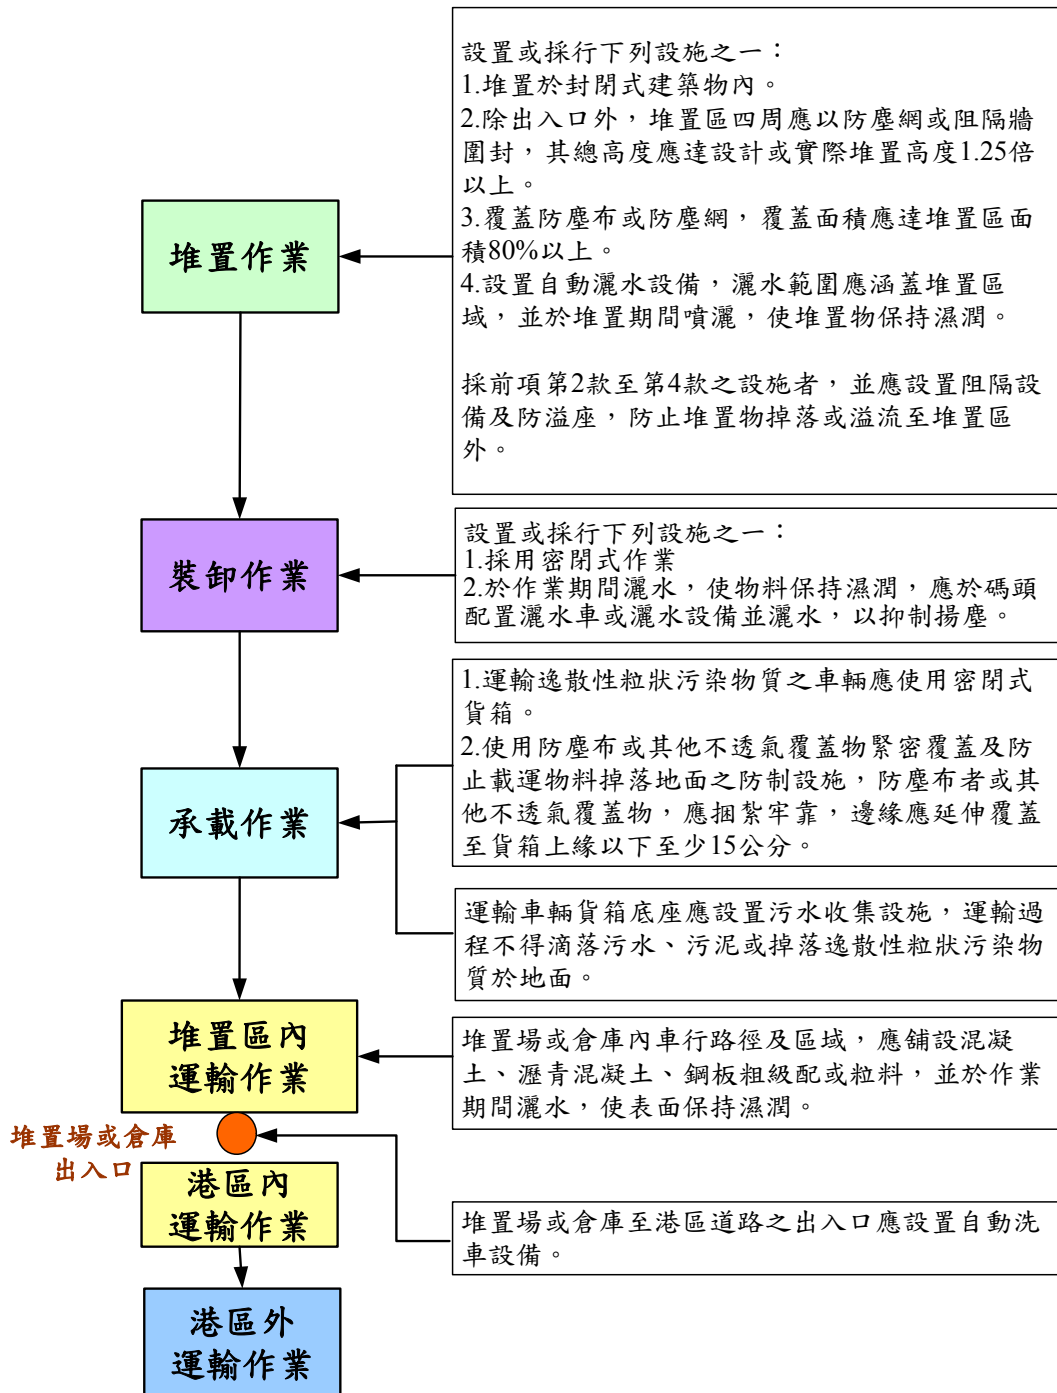 設置或採行下列設施之一：
1.堆置於封閉式建築物內。
2.除出入口外，堆置區四周應以防塵網或阻隔牆
圍封，其總高度應達設計或實際堆置高度1.25倍
以上。
3.覆蓋防塵布或防塵網，覆蓋面積應達堆置區面
積80%以上。
4.設置自動灑水設備，灑水範圍應涵蓋堆置區
域，並於堆置期間噴灑，使堆置物保持濕潤。
採前項第2款至第4款之設施者，並應設置阻隔設
備及防溢座，防止堆置物掉落或溢流至堆置區
外。
堆置作業
設置或採行下列設施之一：
1.採用密閉式作業
2.於作業期間灑水，使物料保持濕潤，應於碼頭
配置灑水車或灑水設備並灑水，以抑制揚塵。
裝卸作業
1.運輸逸散性粒狀污染物質之車輛應使用密閉式
貨箱。
2.使用防塵布或其他不透氣覆蓋物緊密覆蓋及防
止載運物料掉落地面之防制設施，防塵布者或其
他不透氣覆蓋物，應捆紮牢靠，邊緣應延伸覆蓋
至貨箱上緣以下至少15公分。
承載作業
運輸車輛貨箱底座應設置污水收集設施，運輸過
程不得滴落污水、污泥或掉落逸散性粒狀污染物
質於地面。
堆置區內
運輸作業
堆置場或倉庫內車行路徑及區域，應舖設混凝
土、瀝青混凝土、鋼板粗級配或粒料，並於作業
期間灑水，使表面保持濕潤。
堆置場或倉庫
出入口
港區內
運輸作業
堆置場或倉庫至港區道路之出入口應設置自動洗
車設備。
港區外
運輸作業